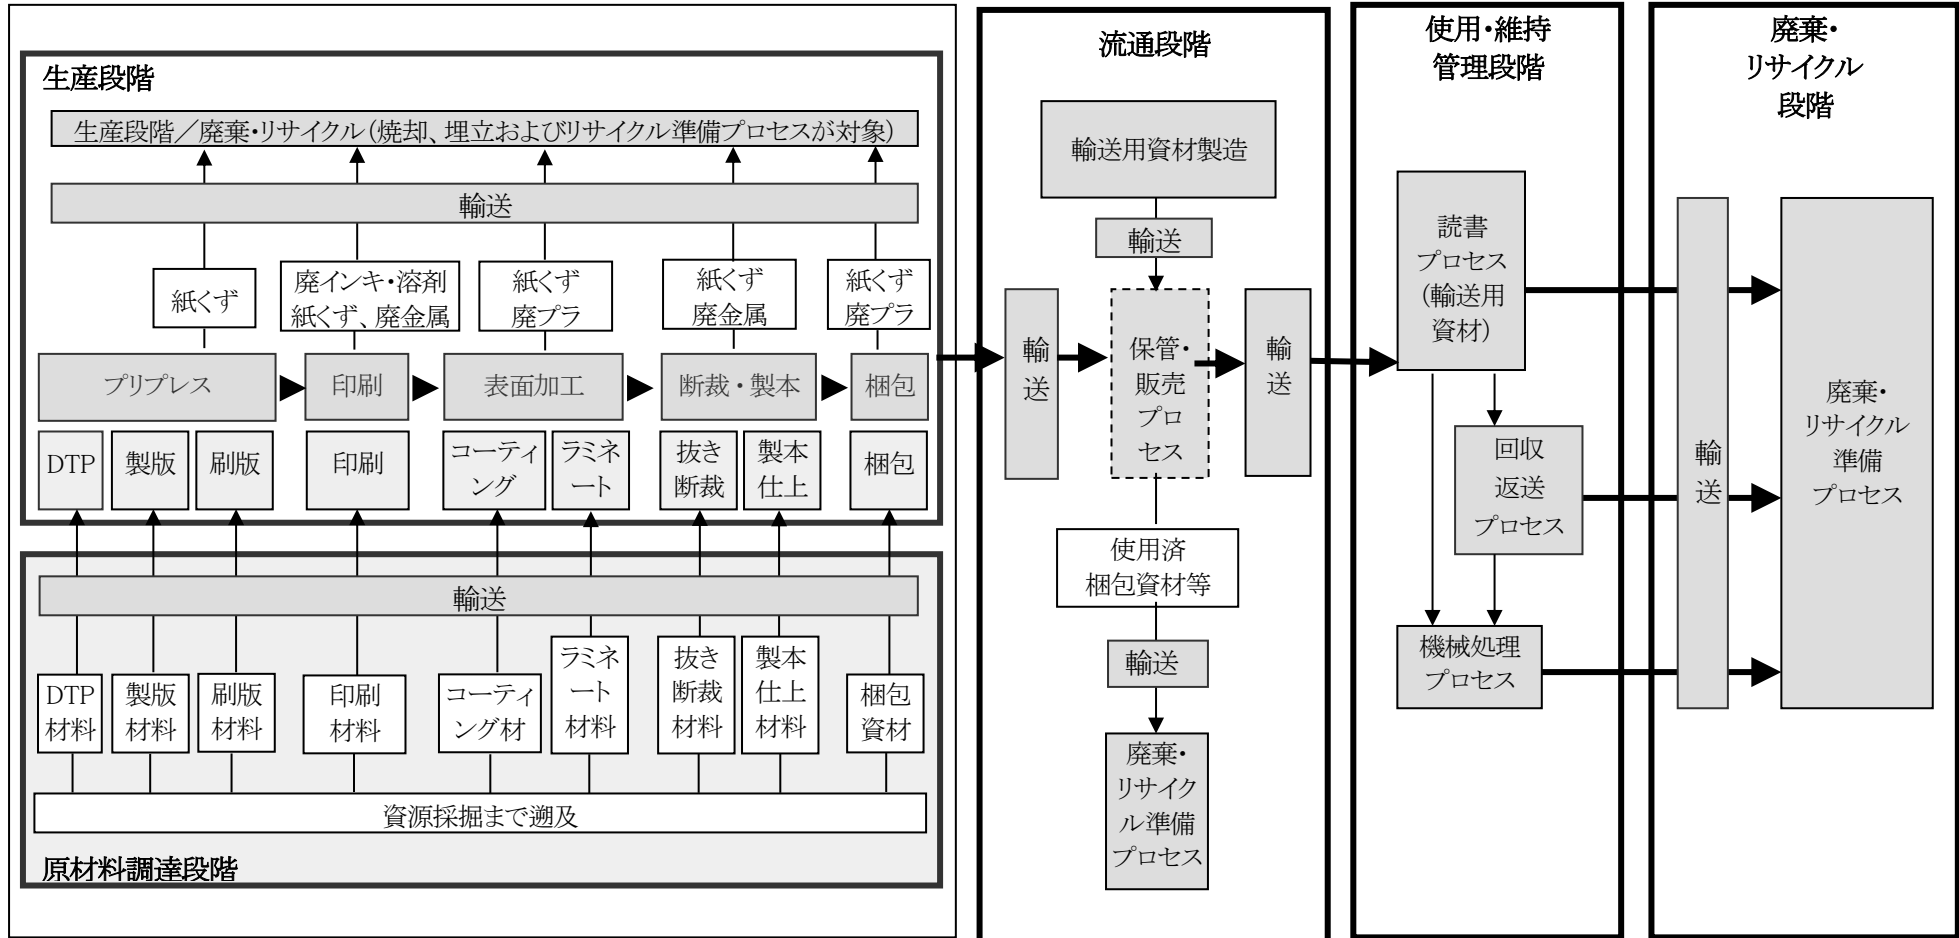 生産段階
生産段階／廃棄・リサイクル（焼却、埋立およびリサイクル準備プロセスが対象）
輸送
紙くず
廃インキ・溶剤
紙くず、廃金属
紙くず
廃プラ
紙くず
廃金属
紙くず
廃プラ
プリプレス
印刷
表面加工
断裁・製本
梱包
DTP
製版
刷版
印刷
コーティ
ング
ラミネ
ート
抜き
断裁
製本
仕上
梱包
輸送
DTP
材料
製版
材料
刷版
材料
印刷
材料
コーティ
ング材
ラミネ
ート
材料
抜き
断裁
材料
製本
仕上
材料
梱包
資材
資源採掘まで遡及
原材料調達段階
流通段階
輸送用資材製造
輸送
輸
送
保管・
販売
プロ
セス
輸
送
使用済
梱包資材等
輸送
廃棄・
リサイク
ル準備
プロセス
使用・維持
管理段階
読書
プロセス
（輸送用
資材）
回収
返送
プロセス
機械処理
プロセス
廃棄・
リサイクル
段階
輸
送
廃棄・
リサイクル
準備
プロセス